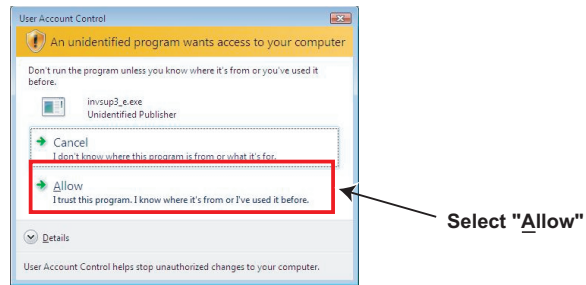 User Account Control
An unidentified program wants access to your computer
Don't run the program unless you know where it's from or you've used it
before.
invsup3_e.exe
Unidentified Publisher
Cancel
I don't know where this program is from or what it's for.
Allow
I trust this program. I know where it's from or I've used it before.
Select "Allow"
Details
User Account Control helps stop unauthorized changes to your computer.